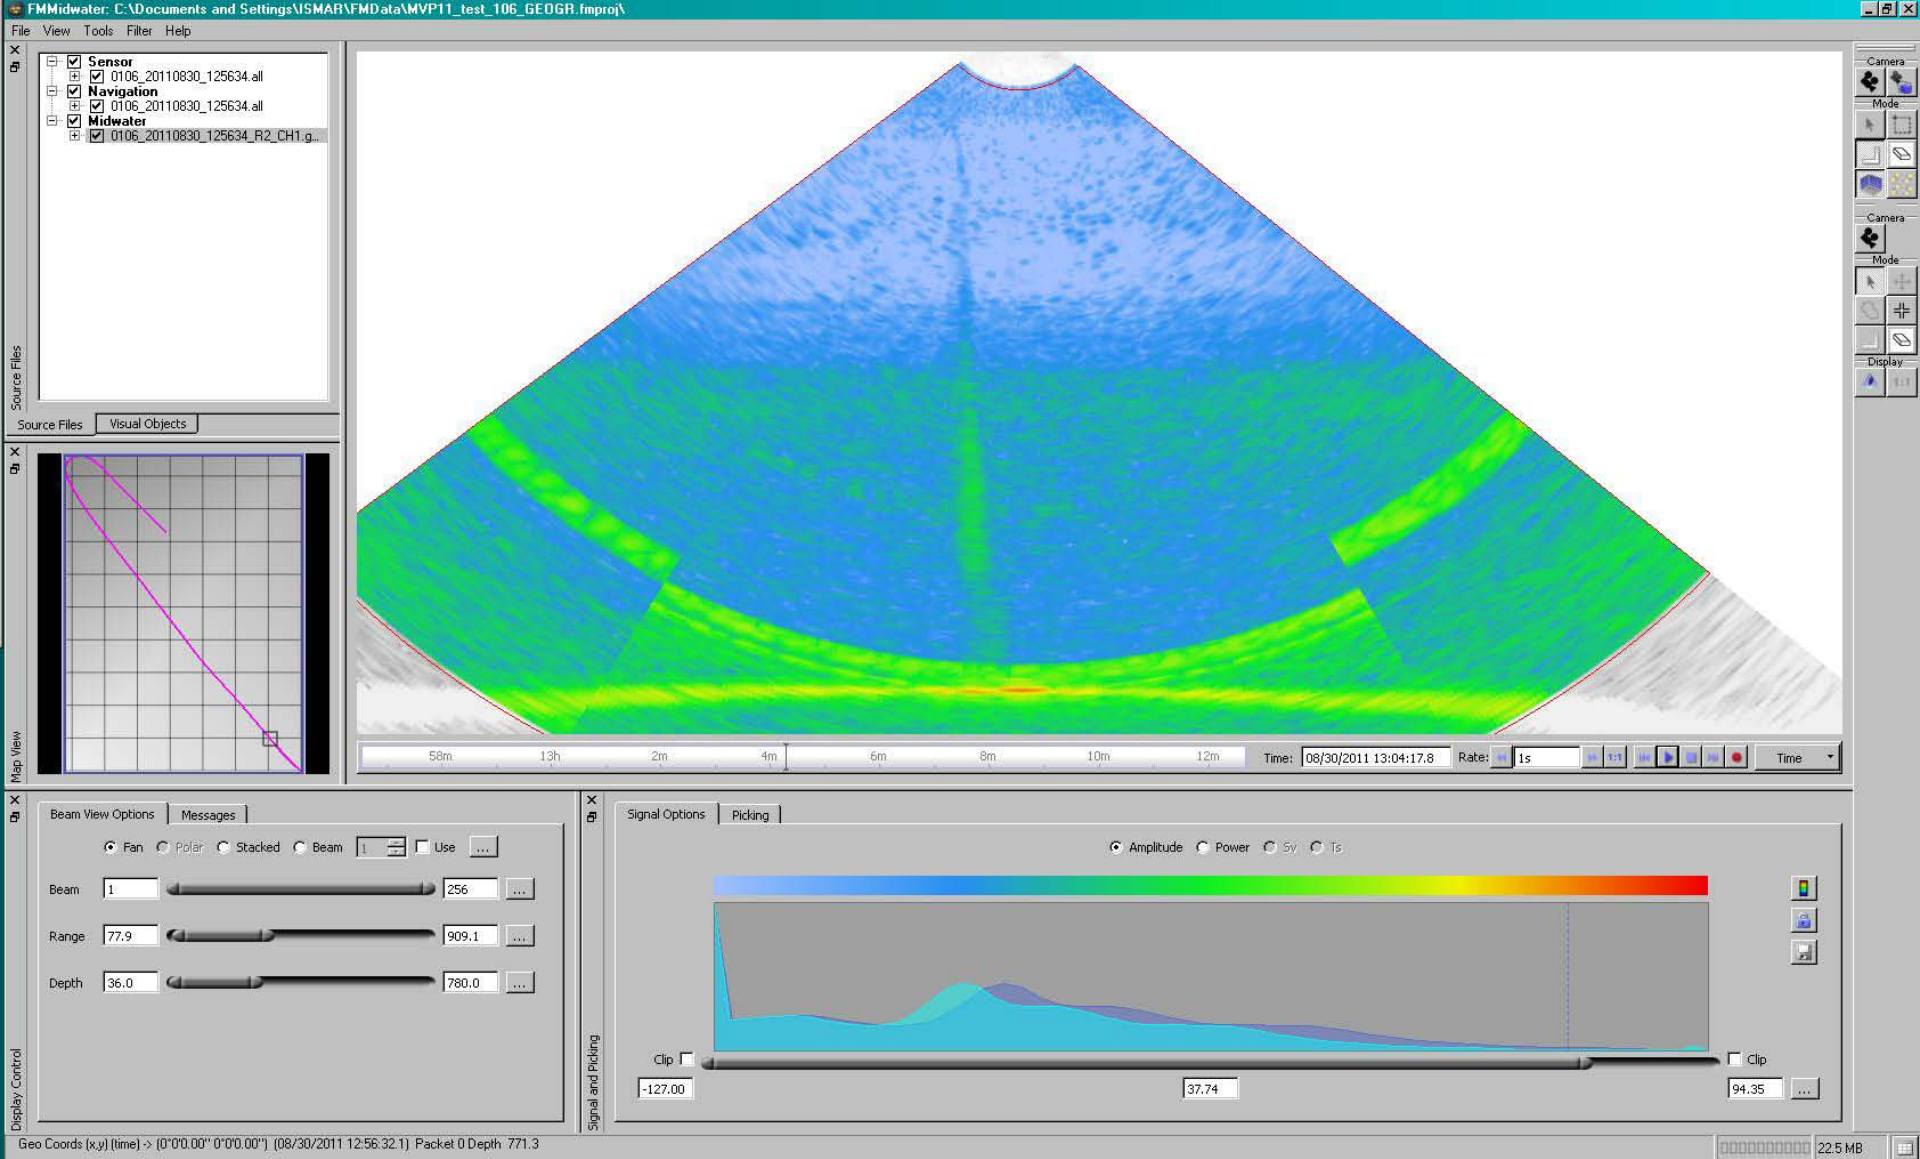 FMMidwater: C:\Documents and Settings\ISMAR\FMData\MVP11_test_106_GEOGR.fmproj\
File View Tools Filter Help
Sensor
0106_20110830_125634.all
Navigation
0106_20110830_125634.all
Midwater
0106_20110830_125634_R2_CH1.g...
Source Files
Source Files Visual Objects
Map View
Camera
Mode
Camera
Mode
Display
1:1
58m 13h 2m 4m 6m 8m 10m 12m Time: 08/30/2011 13:04:17.8 Rate: 1s 1:1 Time
Beam View Options Messages
Fan Polar Stacked Beam 1 Use ...
Beam 1 256 ...
Range 77.9 909.1 ...
Depth 36.0 780.0 ...
Display Control
Signal Options Picking
Amplitude Power Sv Ts
Clip Clip
-127.00 37.74 94.35 ...
Signal and Picking
Geo Coords (x,y) (time) -> (0°0'0.00" 0°0'0.00") (08/30/2011 12:56:32.1) Packet 0 Depth 771.3
22.5 MB